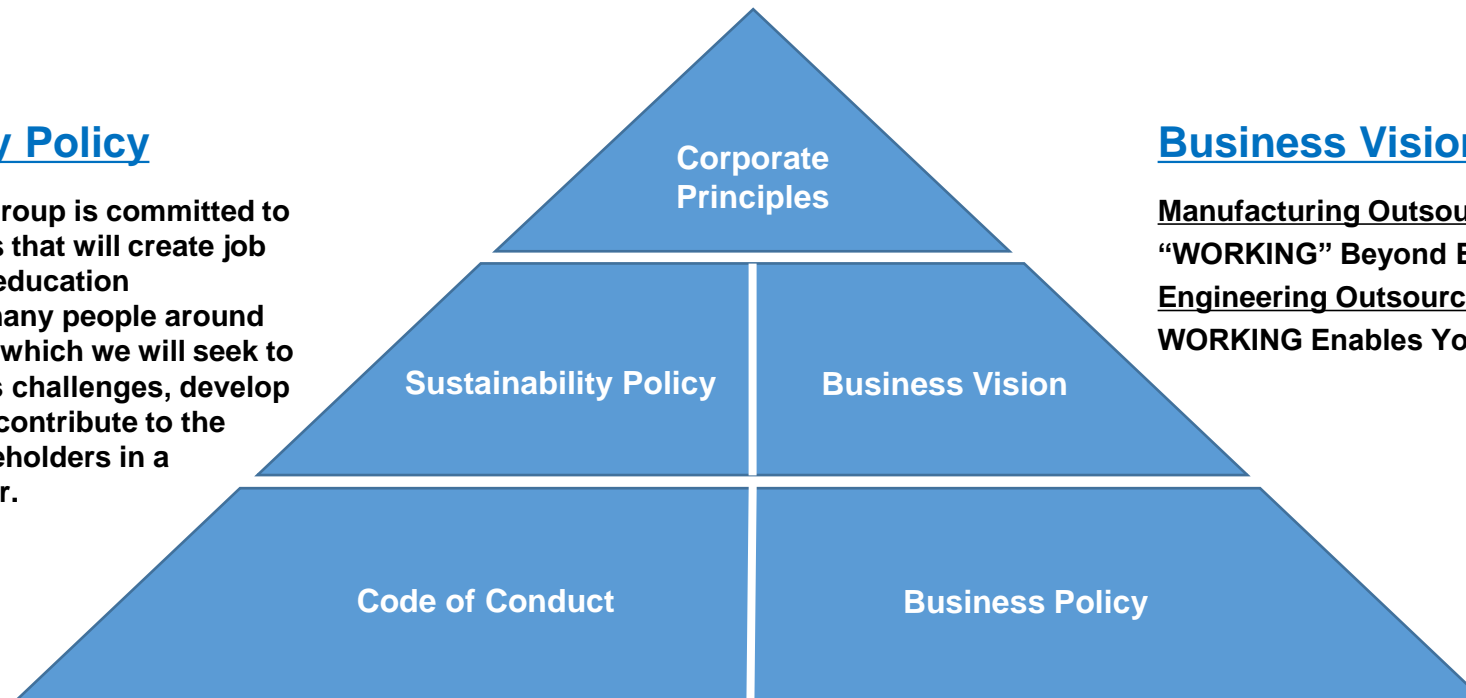 y Policy
roup is committed to
s that will create job
education
many people around
which we will seek to
s challenges, develop
contribute to the
eholders in a
r.
Corporate
Principles
Sustainability Policy
Business Vision
Code of Conduct
Business Policy
Business Vision
Manufacturing Outsou
“WORKING” Beyond
Engineering Outsourc
WORKING Enables Yo